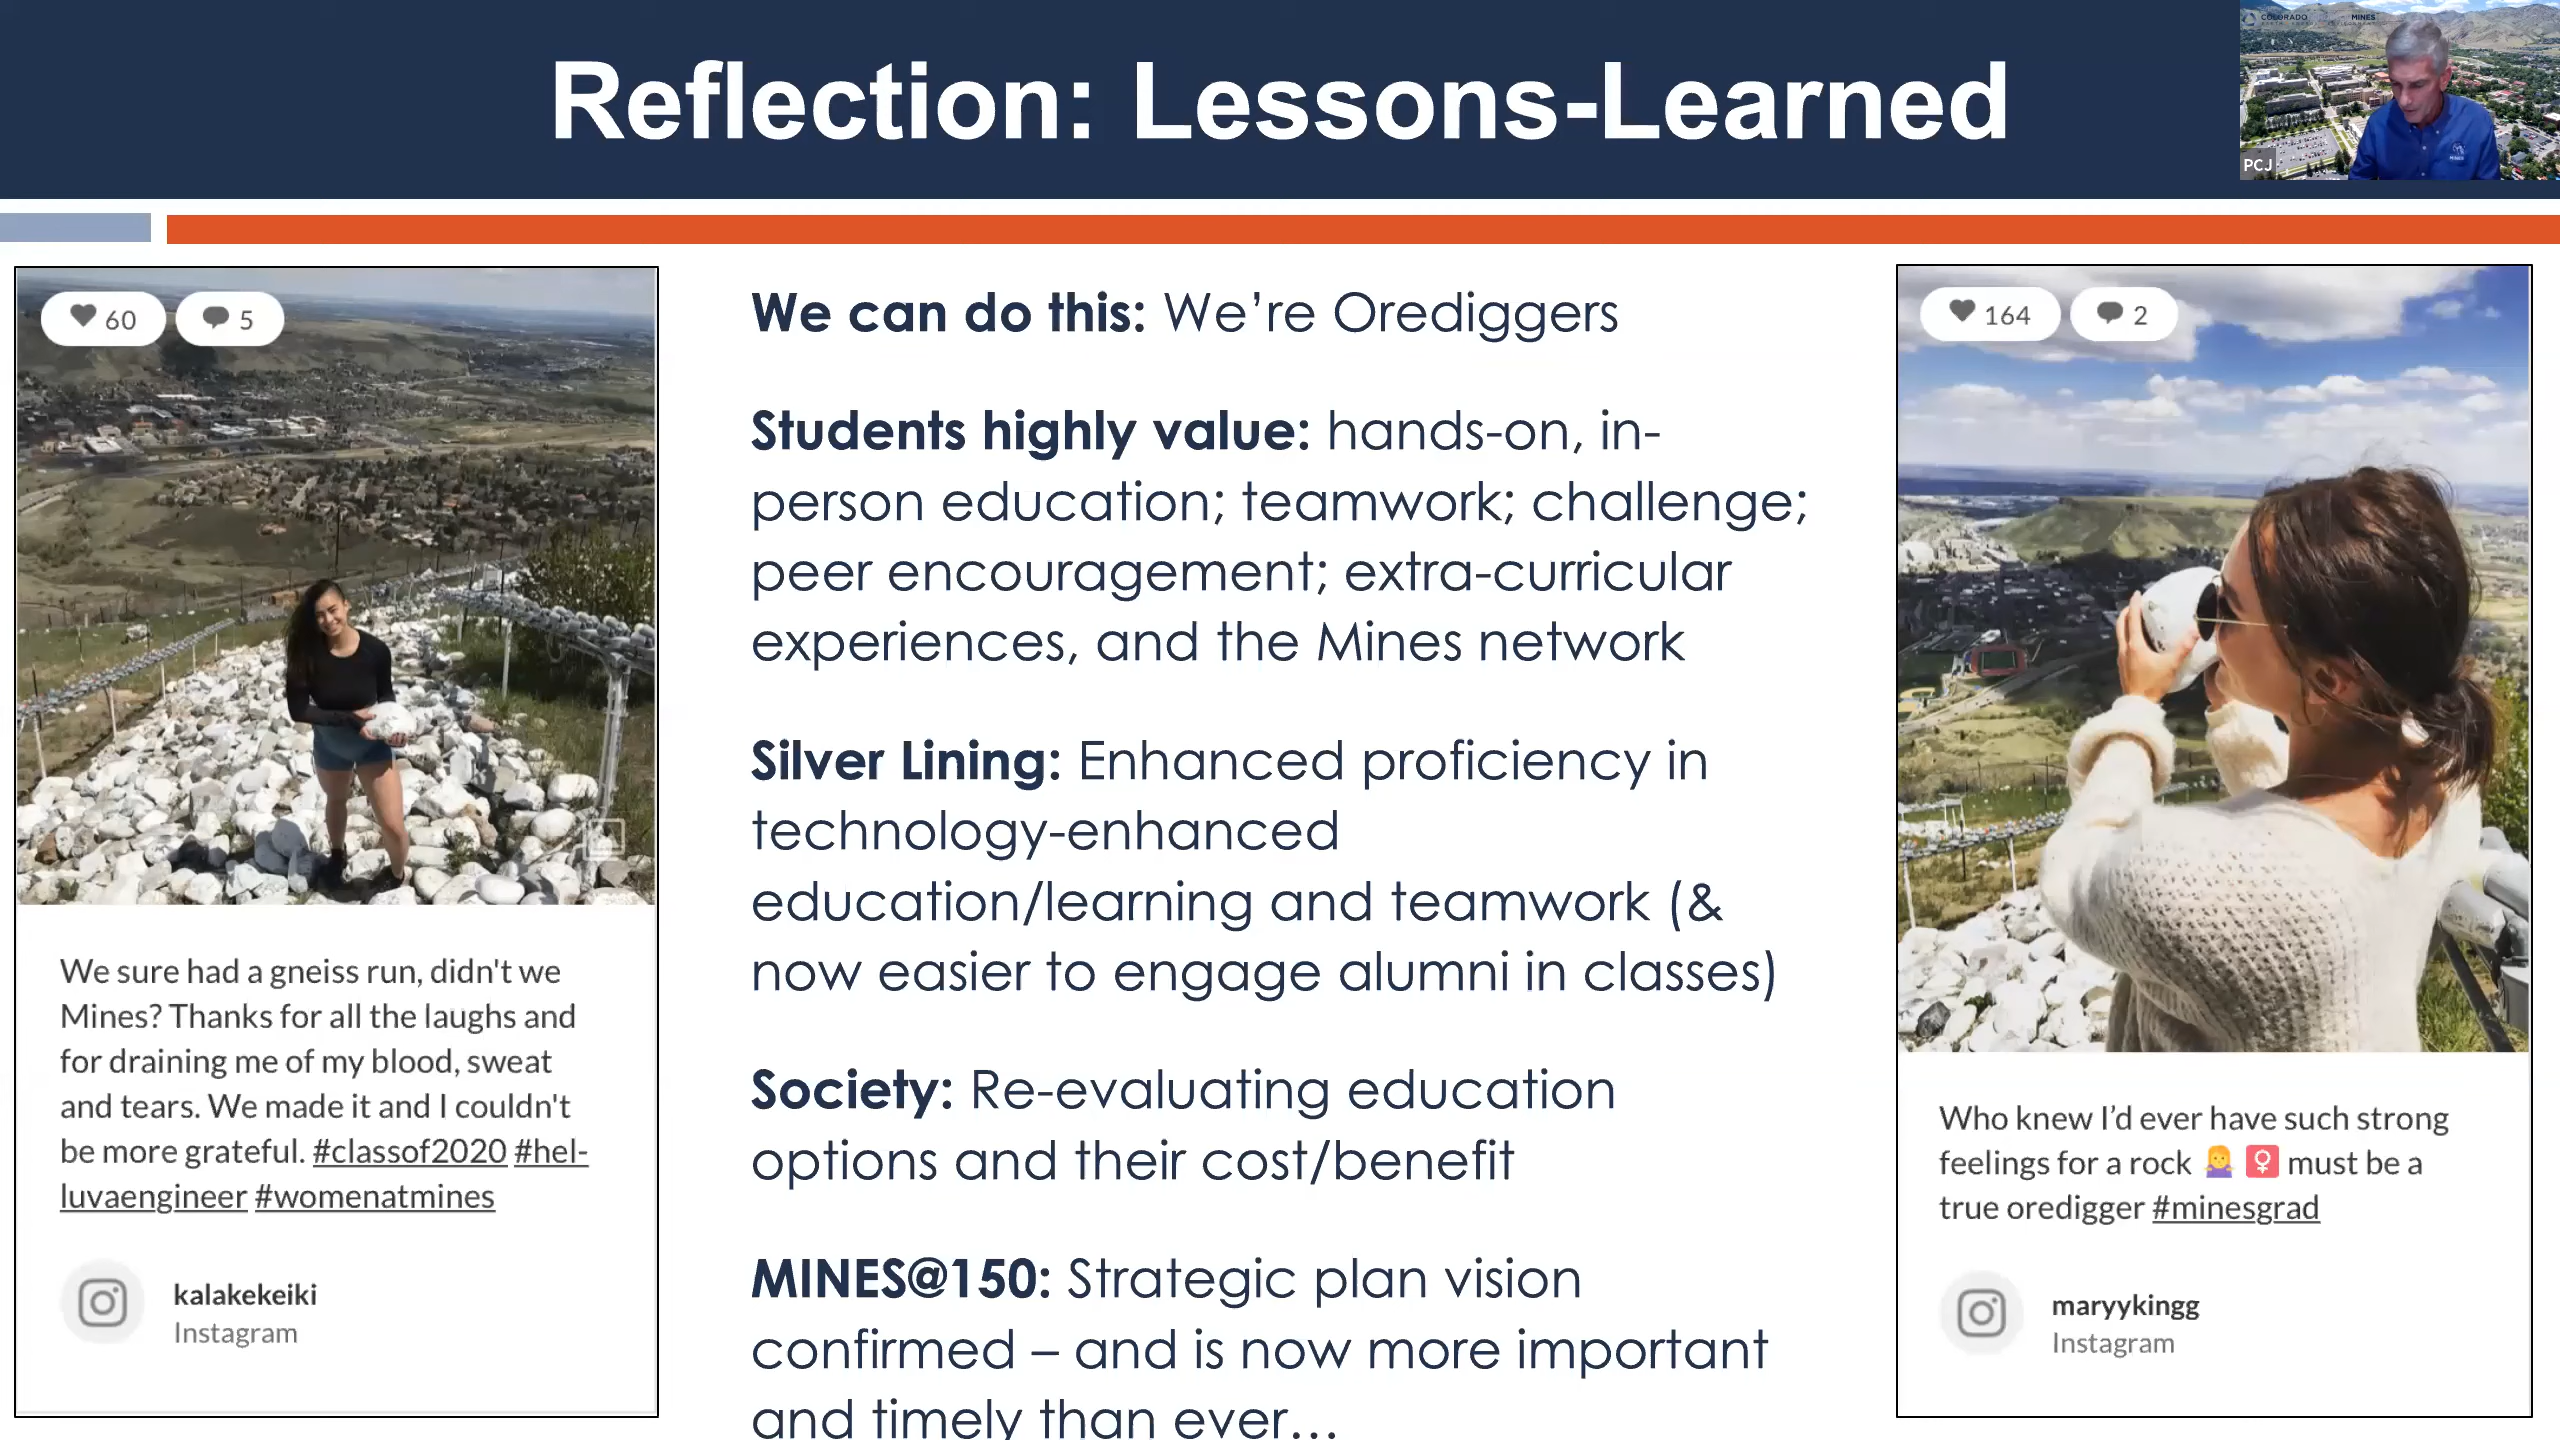 Reflection: Lessons-Learned
COLORADO MINES
PCJ
60 5
We sure had a gneiss run, didn't we
Mines? Thanks for all the laughs and
for draining me of my blood, sweat
and tears. We made it and I couldn't
be more grateful. #classof2020 #hel-
luvaengineer #womenatmines
kalakekeiki
Instagram
We can do this: We’re Orediggers
Students highly value: hands-on, in-
person education; teamwork; challenge;
peer encouragement; extra-curricular
experiences, and the Mines network
Silver Lining: Enhanced proficiency in
technology-enhanced
education/learning and teamwork (&
now easier to engage alumni in classes)
Society: Re-evaluating education
options and their cost/benefit
MINES@150: Strategic plan vision
confirmed – and is now more important
and timely than ever…
164 2
Who knew I’d ever have such strong
feelings for a rock 🤷 ♀ must be a
true oredigger #minesgrad
maryykingg
Instagram